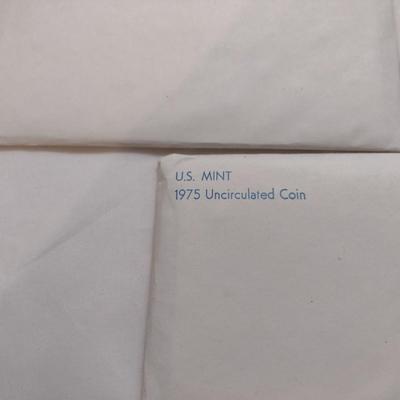 U.S. MINT
1975 Uncirculated Coin